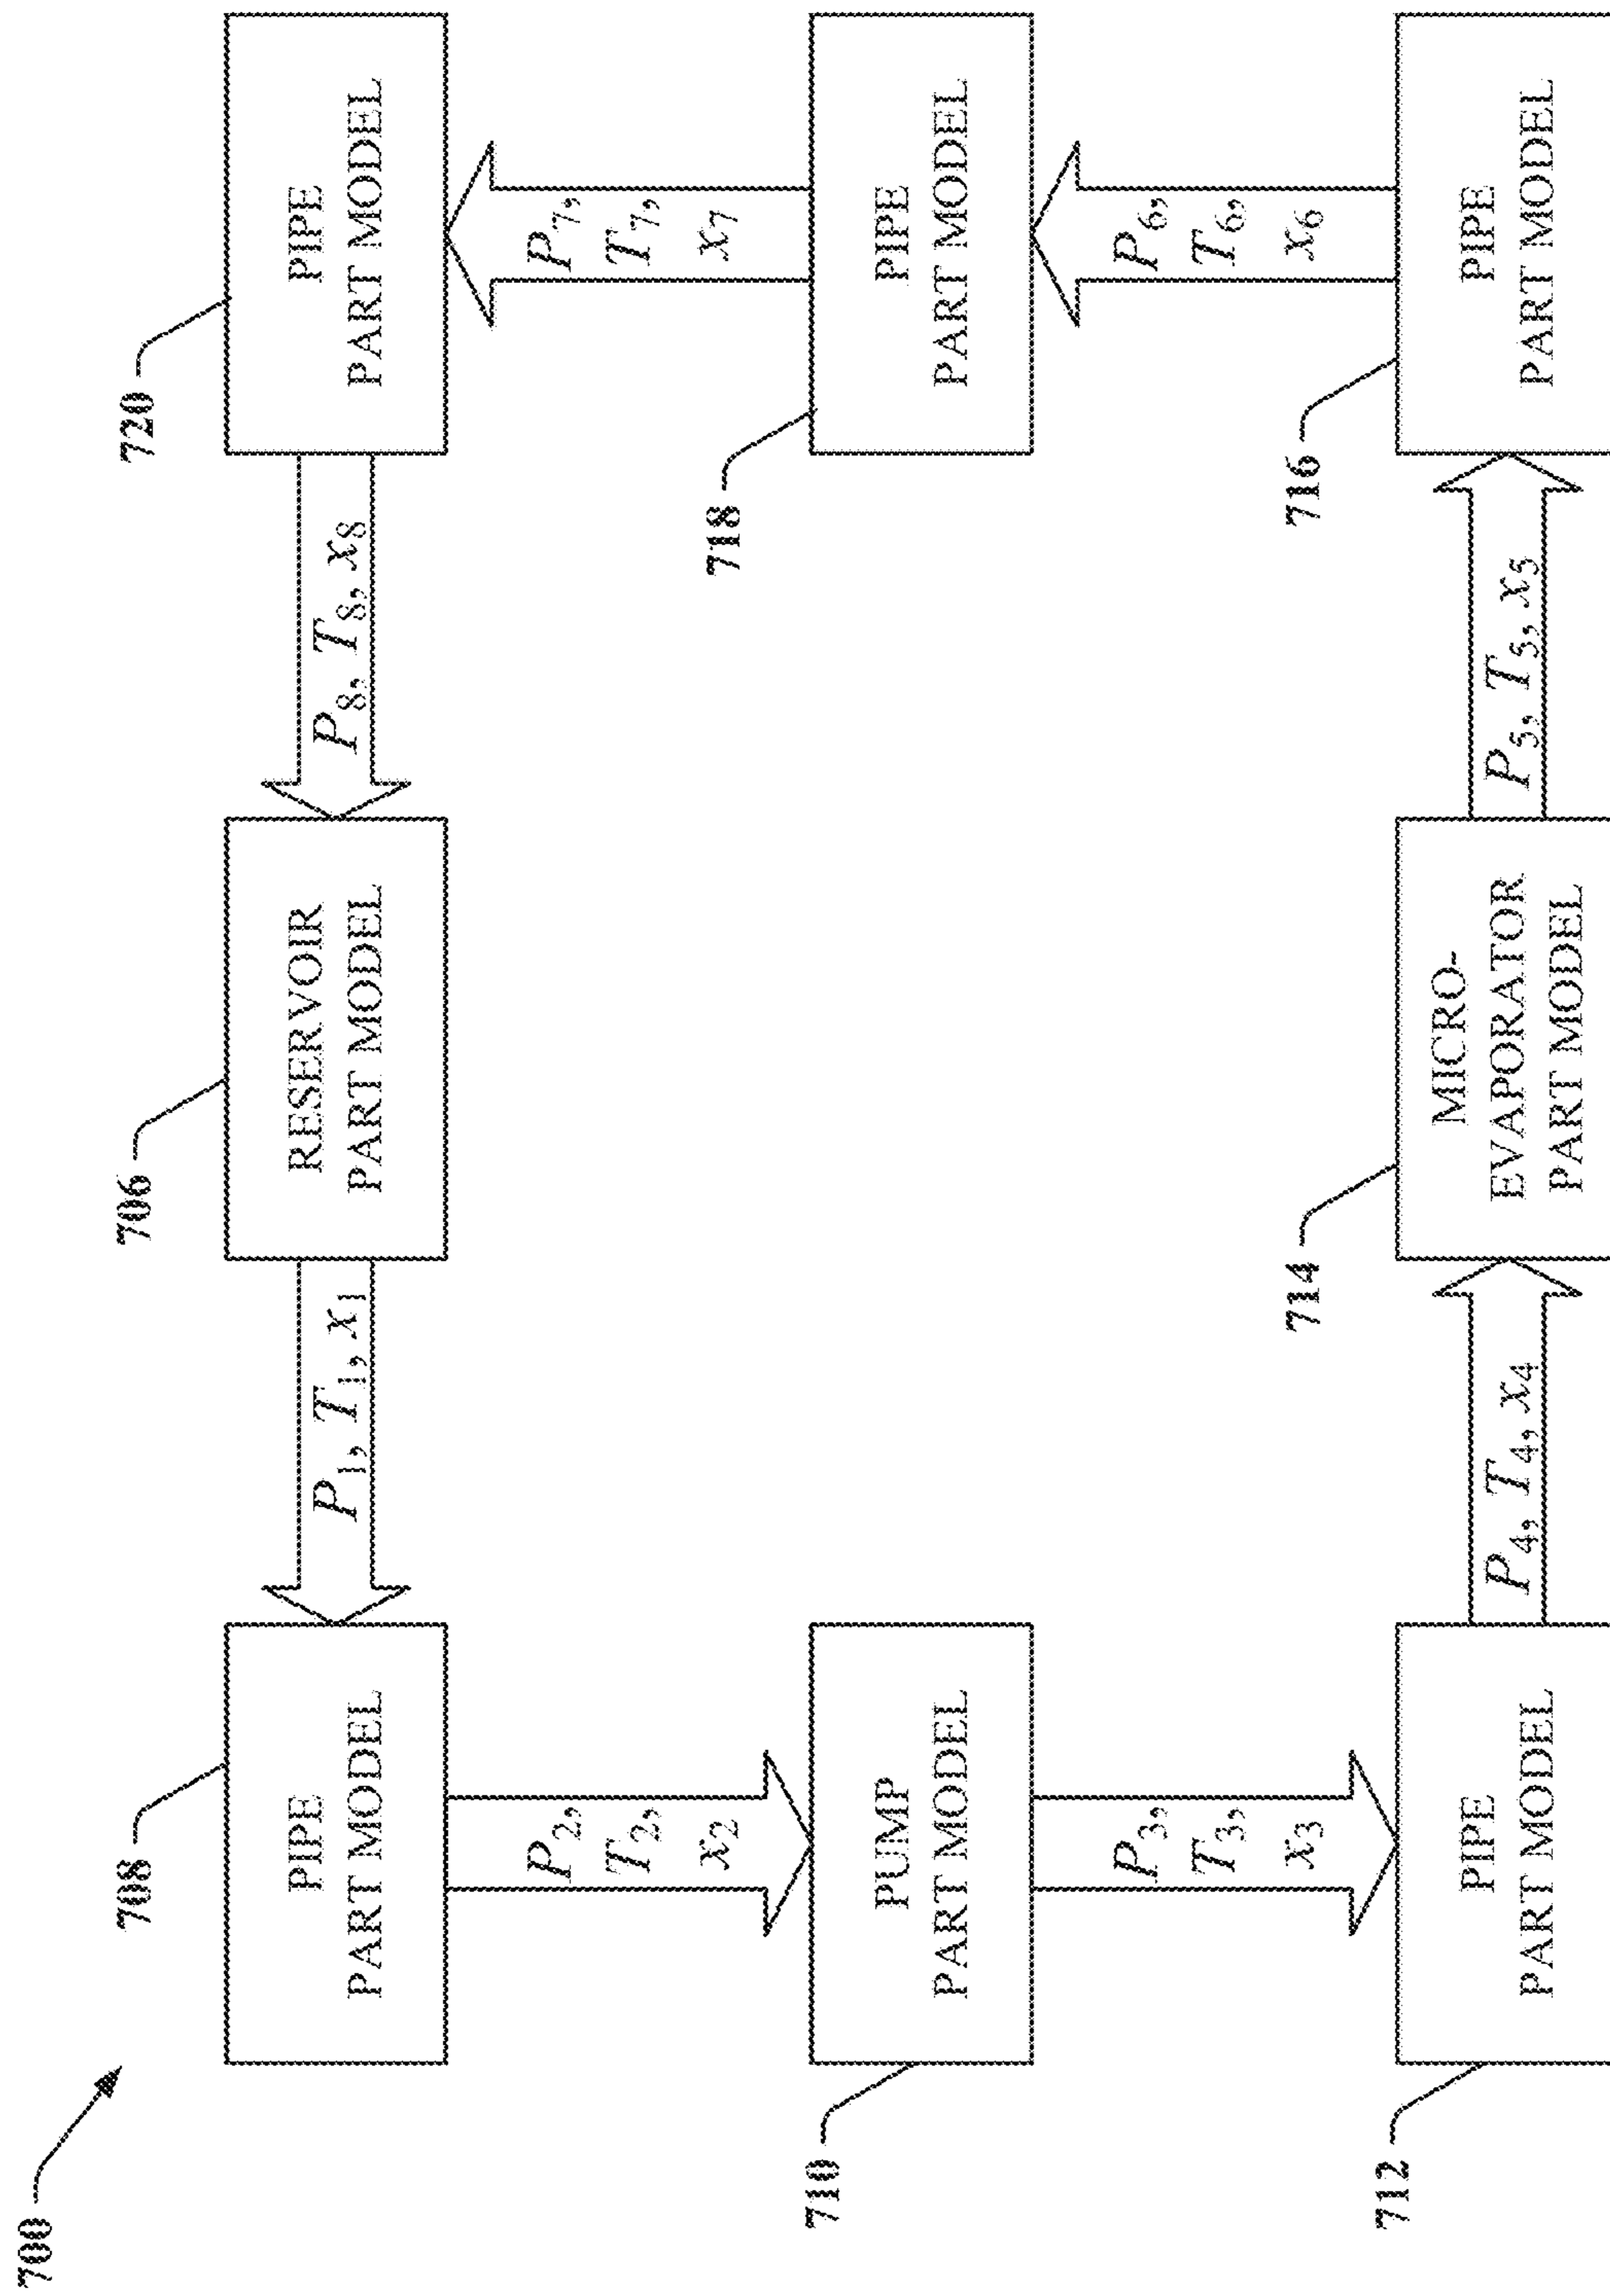 700
708
PIPE
PART MODEL
P₁, T₁, x₁
706
RESERVOIR
PART MODEL
P₈, T₈, x₈
720
PIPE
PART MODEL
P₂,
T₂,
x₂
P₇,
T₇,
x₇
710
PUMP
PART MODEL
718
PIPE
PART MODEL
P₃,
T₃,
x₃
P₆,
T₆,
x₆
712
PIPE
PART MODEL
P₄, T₄, x₄
714
MICRO-
EVAPORATOR
PART MODEL
P₅, T₅, x₅
716
PIPE
PART MODEL